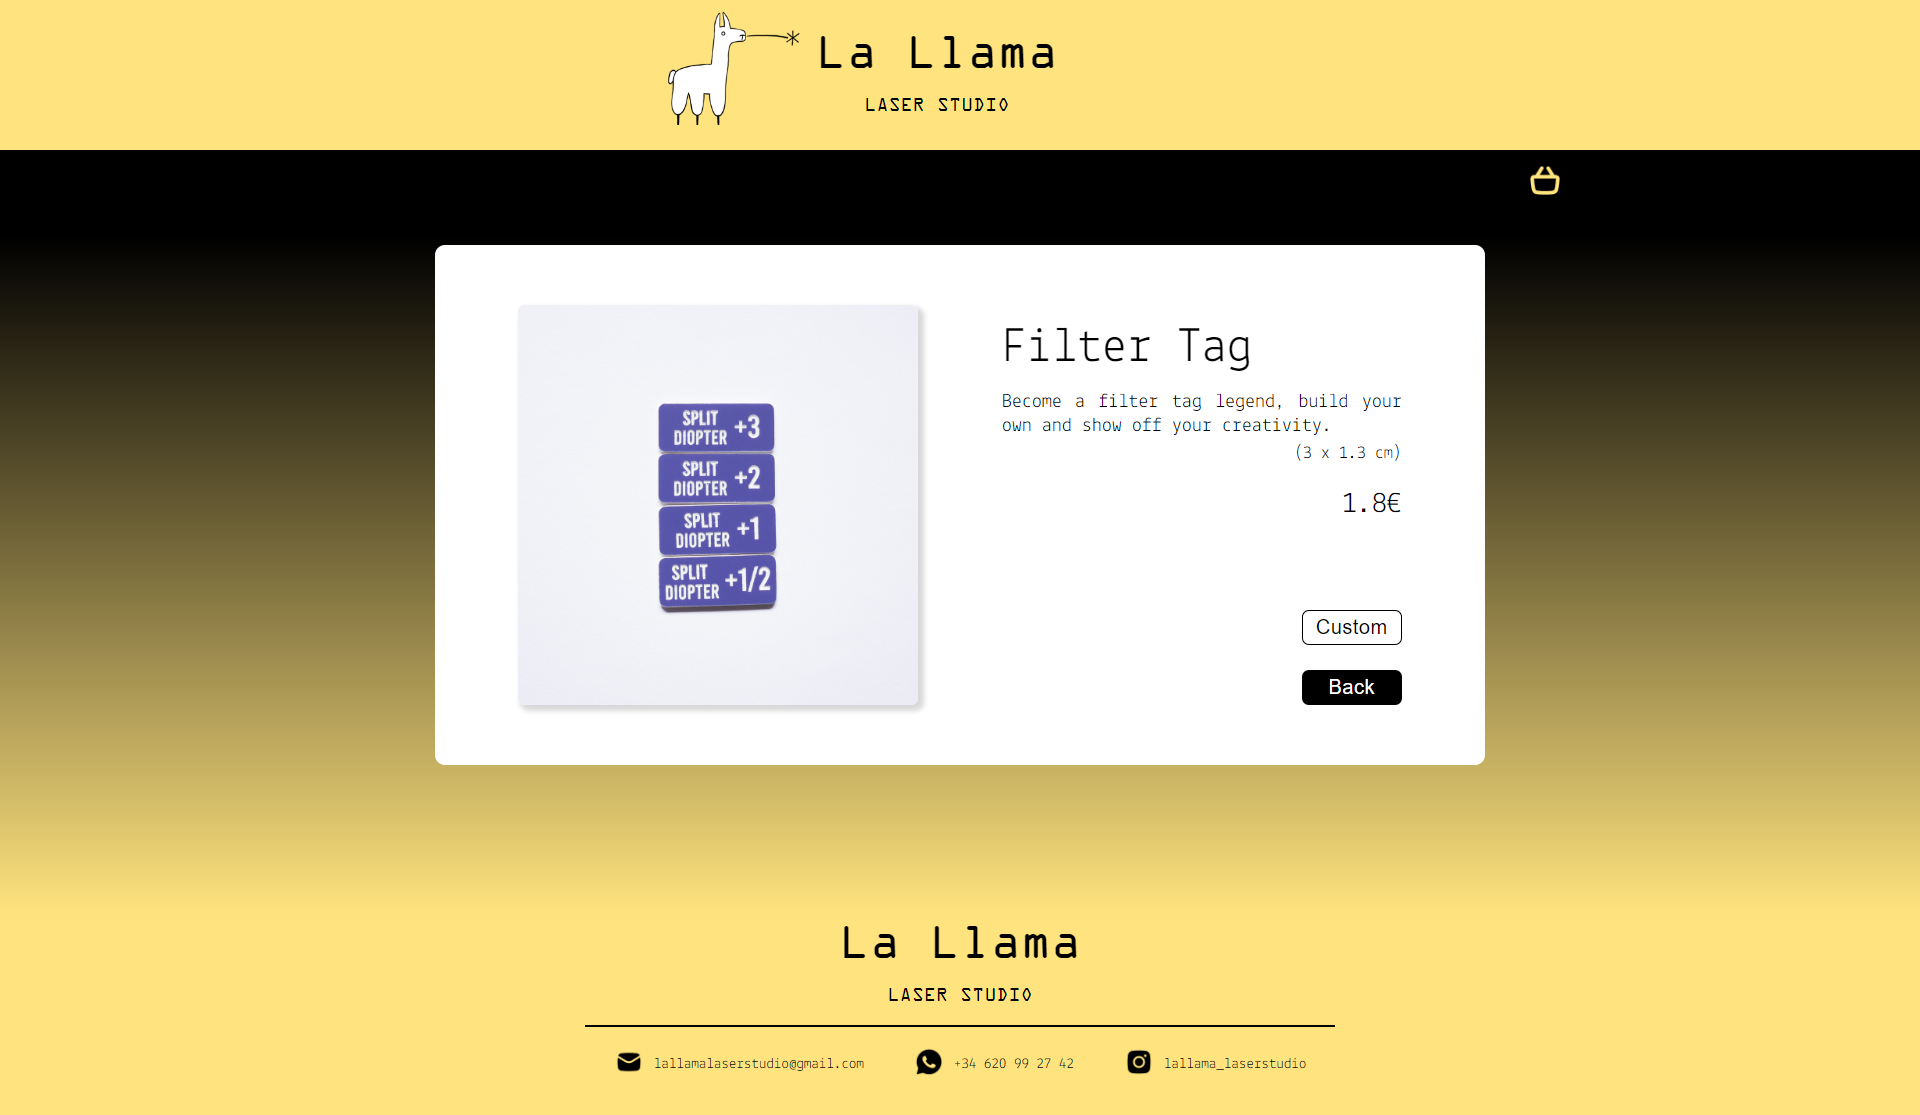 La Llama
LASER STUDIO
SPLIT
DIOPTER +3
SPLIT
DIOPTER +2
SPLIT
DIOPTER +1
SPLIT
DIOPTER +1/2
Filter Tag
Become a filter tag legend, build your
own and show off your creativity.
(3 x 1.3 cm)
1.8€
Custom
Back
La Llama
LASER STUDIO
lallamalaserstudio@gmail.com
+34 620 99 27 42
lallama_laserstudio